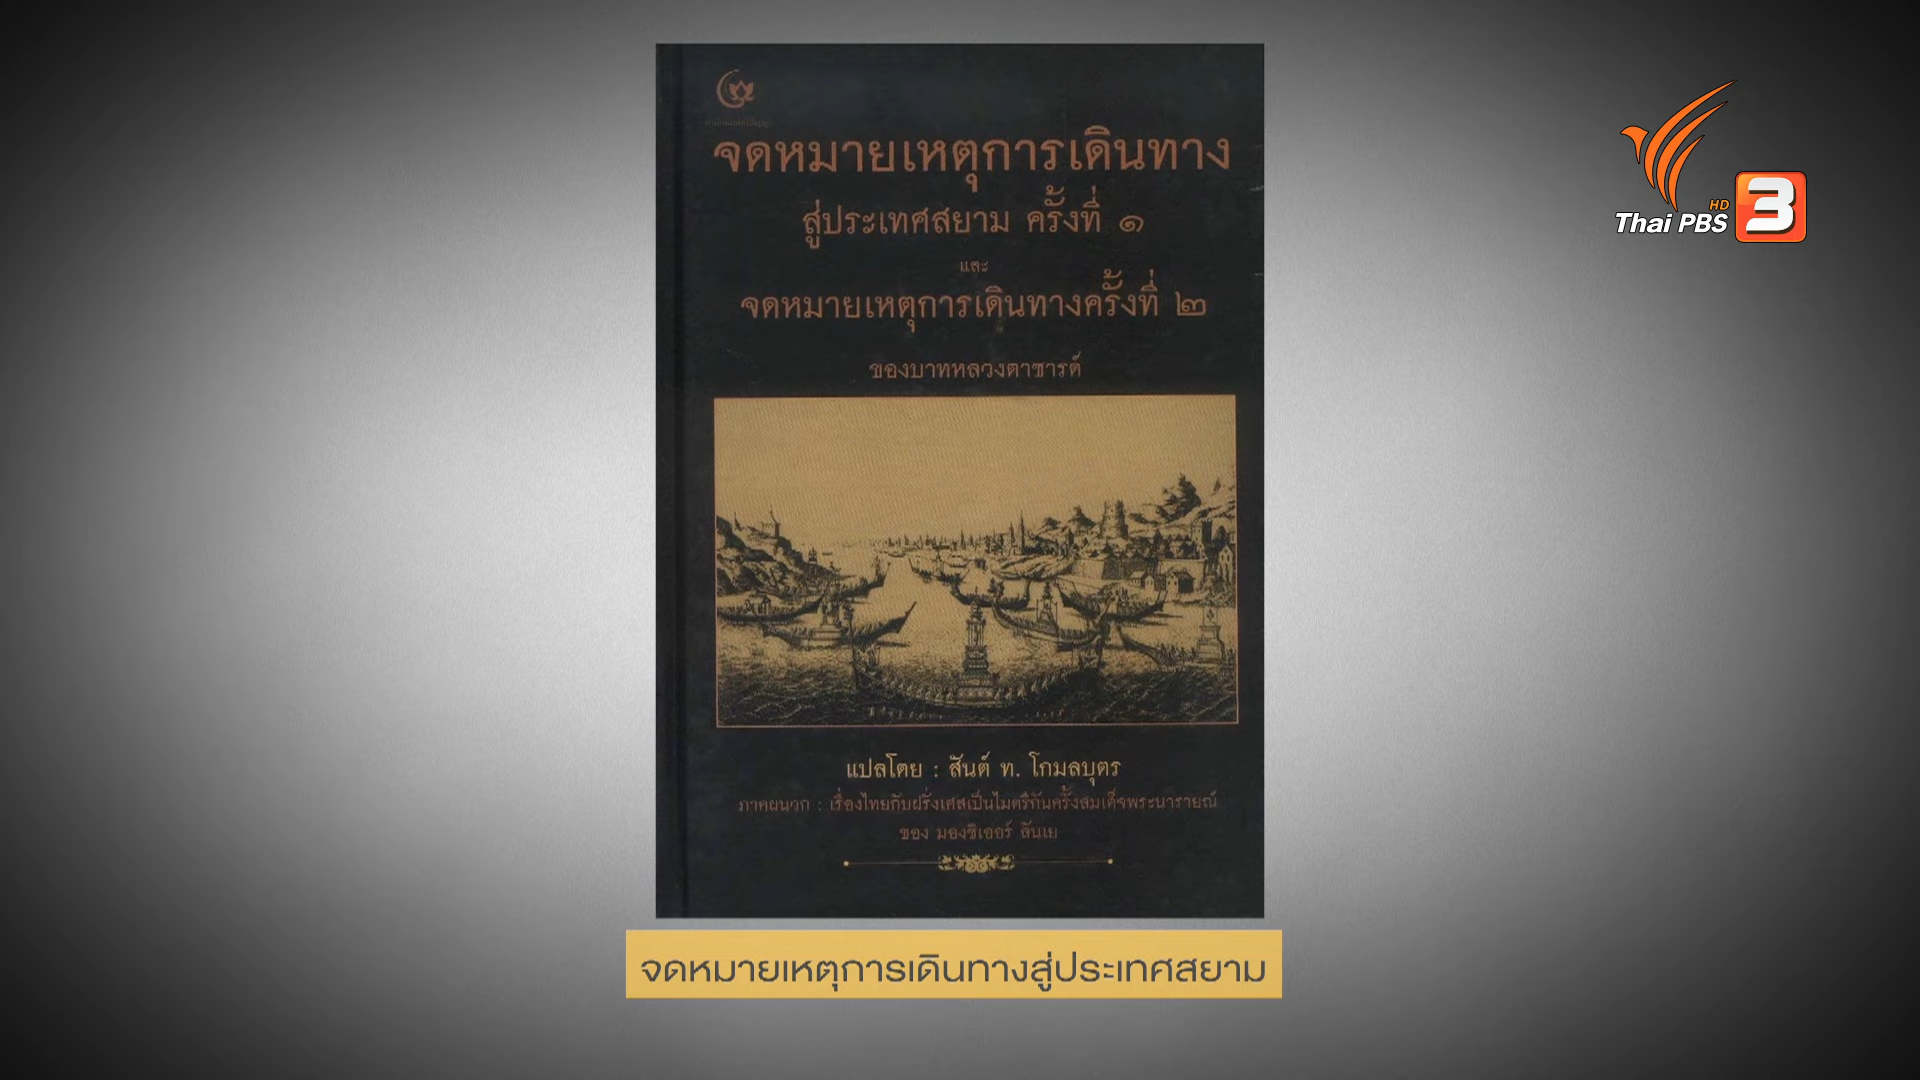 จดหมายเหตุการเดินทาง
สู่ประเทศสยาม ครั้งที่ ๑
และ
จดหมายเหตุการเดินทางครั้งที่ ๒
ของบาทหลวงตาชารด์
แปลโดย : สันต์ ท. โกมลบุตร
ภาคผนวก : เรื่องไทยกับฝรั่งเศสเป็นไมตรีกันครั้งสมเด็จพระนารายณ์
ของ มองซิเออร์ ลันเย
จดหมายเหตุการเดินทางสู่ประเทศสยาม
HD
Thai PBS 3